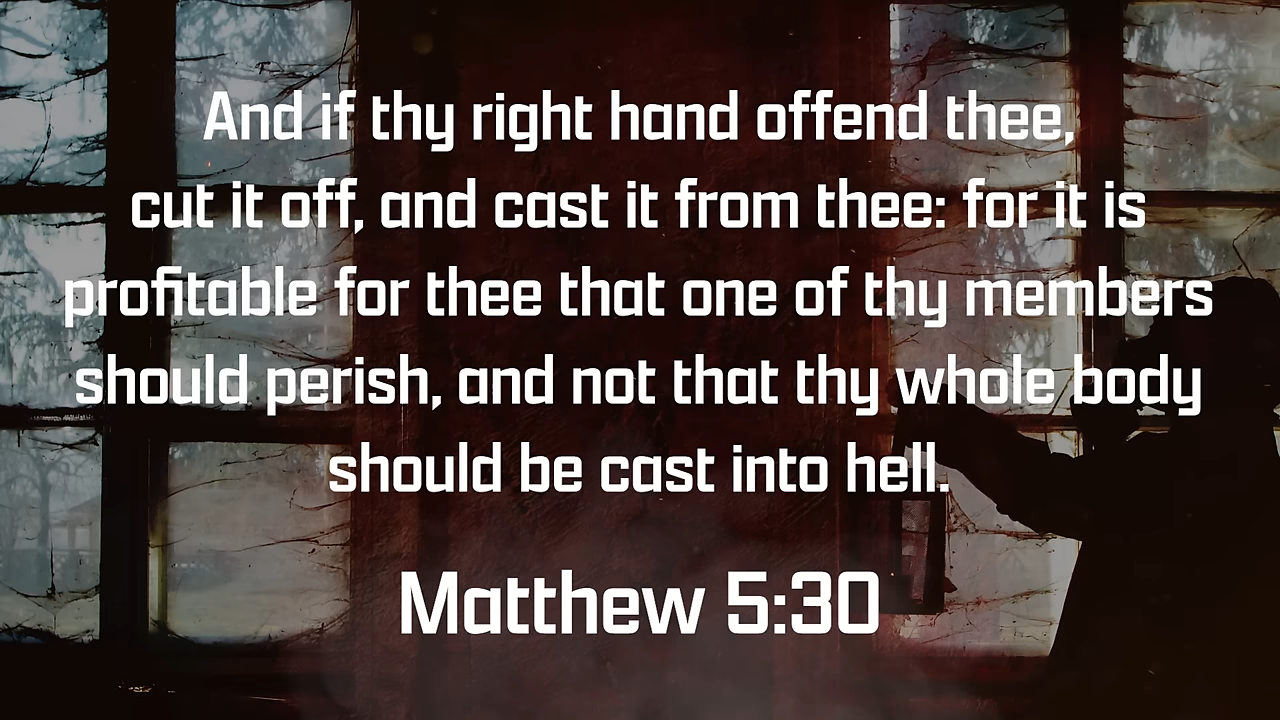 And if thy right hand offend thee,
cut it off, and cast it from thee: for it is
profitable for thee that one of thy members
should perish, and not that thy whole body
should be cast into hell.
Matthew 5:30